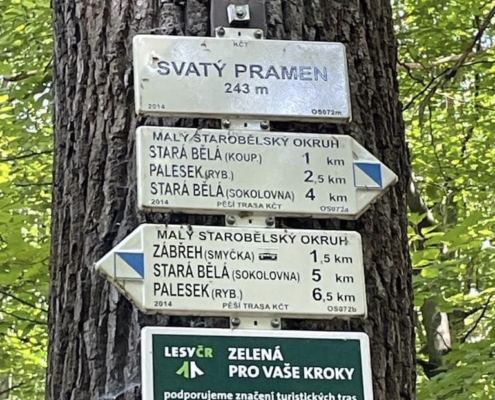 KČT
SVATÝ PRAMEN
243 m
2014 OS072m
MALÝ STAROBĚLSKÝ OKRUH
STARÁ BĚLÁ (KOUP.) 1 km
PALESEK (RYB.) 2,5 km
STARÁ BĚLÁ (SOKOLOVNA) 4 km
2014 PĚŠÍ TRASA KČT OS072a
MALÝ STAROBĚLSKÝ OKRUH
ZÁBŘEH (SMYČKA) 1,5 km
STARÁ BĚLÁ (SOKOLOVNA) 5 km
PALESEK (RYB.) 6,5 km
2014 PĚŠÍ TRASA KČT OS072b
LESY ČR ZELENÁ
PRO VAŠE KROKY
podporujeme značení turistických tras